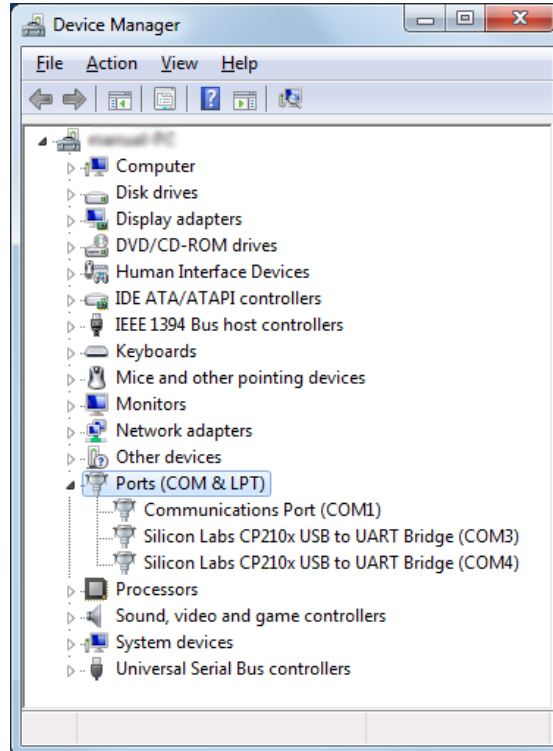 Device Manager
File Action View Help
Computer
Disk drives
Display adapters
DVD/CD-ROM drives
Human Interface Devices
IDE ATA/ATAPI controllers
IEEE 1394 Bus host controllers
Keyboards
Mice and other pointing devices
Monitors
Network adapters
Other devices
Ports (COM & LPT)
Communications Port (COM1)
Silicon Labs CP210x USB to UART Bridge (COM3)
Silicon Labs CP210x USB to UART Bridge (COM4)
Processors
Sound, video and game controllers
System devices
Universal Serial Bus controllers